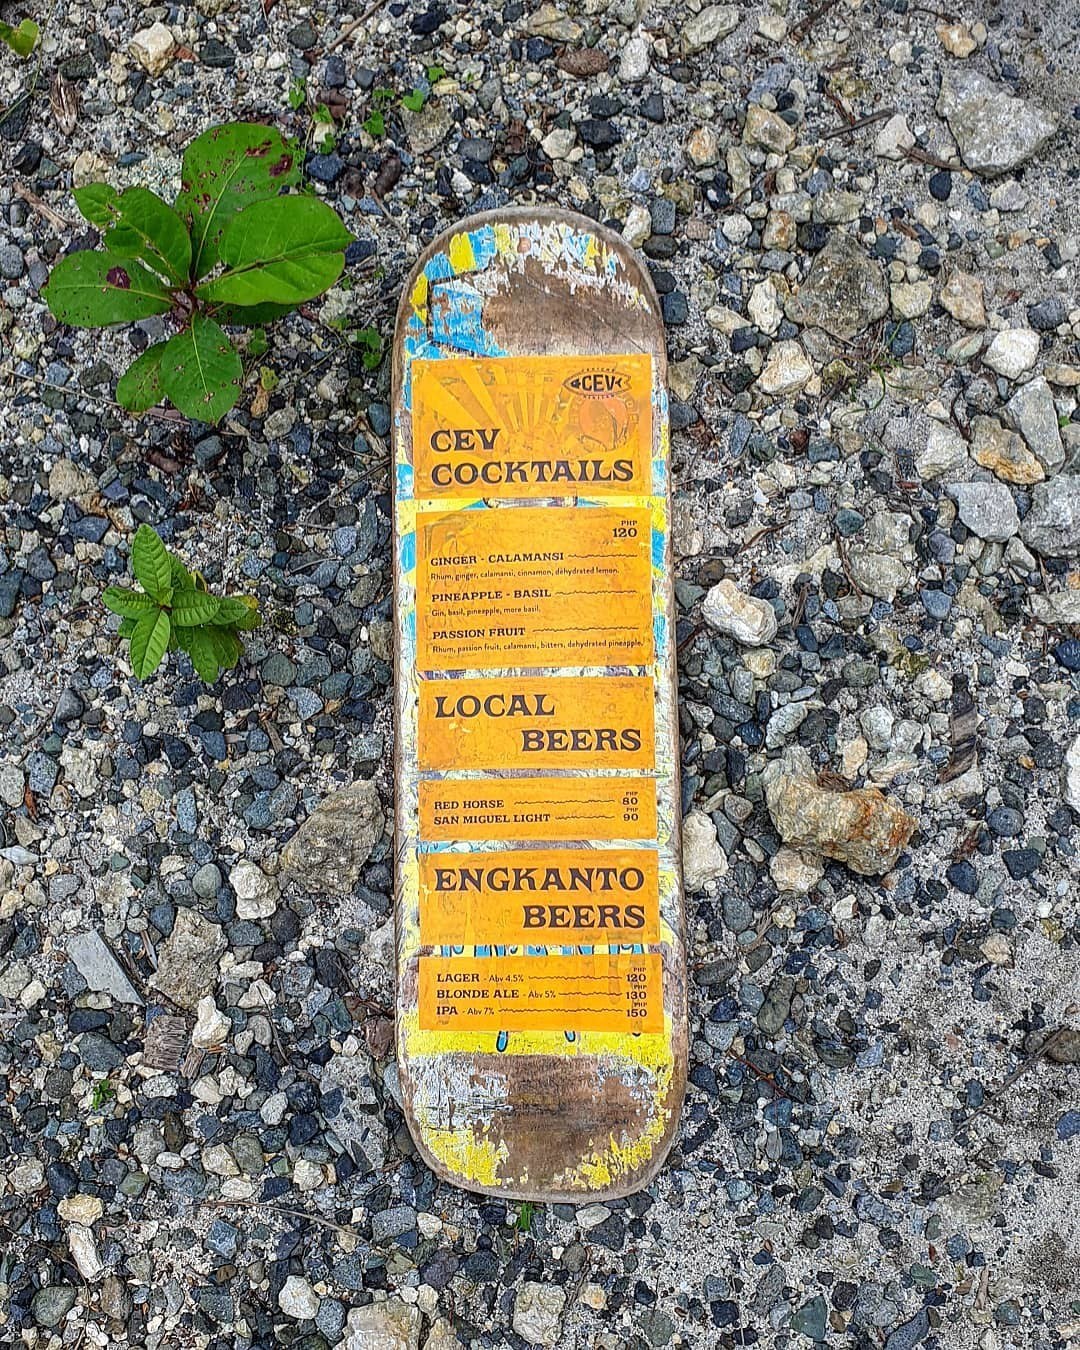 CEV
CEV
COCKTAILS
PHP
120
GINGER - CALAMANSI
Rhum, ginger, calamansi, cinnamon, dehydrated lemon.
PINEAPPLE - BASIL
Gin, basil, pineapple, more basil.
PASSION FRUIT
Rhum, passion fruit, calamansi, bitters, dehydrated pineapple.
LOCAL
BEERS
PHP
RED HORSE 80
PHP
SAN MIGUEL LIGHT 90
ENGKANTO
BEERS
PHP
LAGER - Abv 4.5% 120
PHP
BLONDE ALE - Abv 5% 130
PHP
IPA - Abv 7% 150